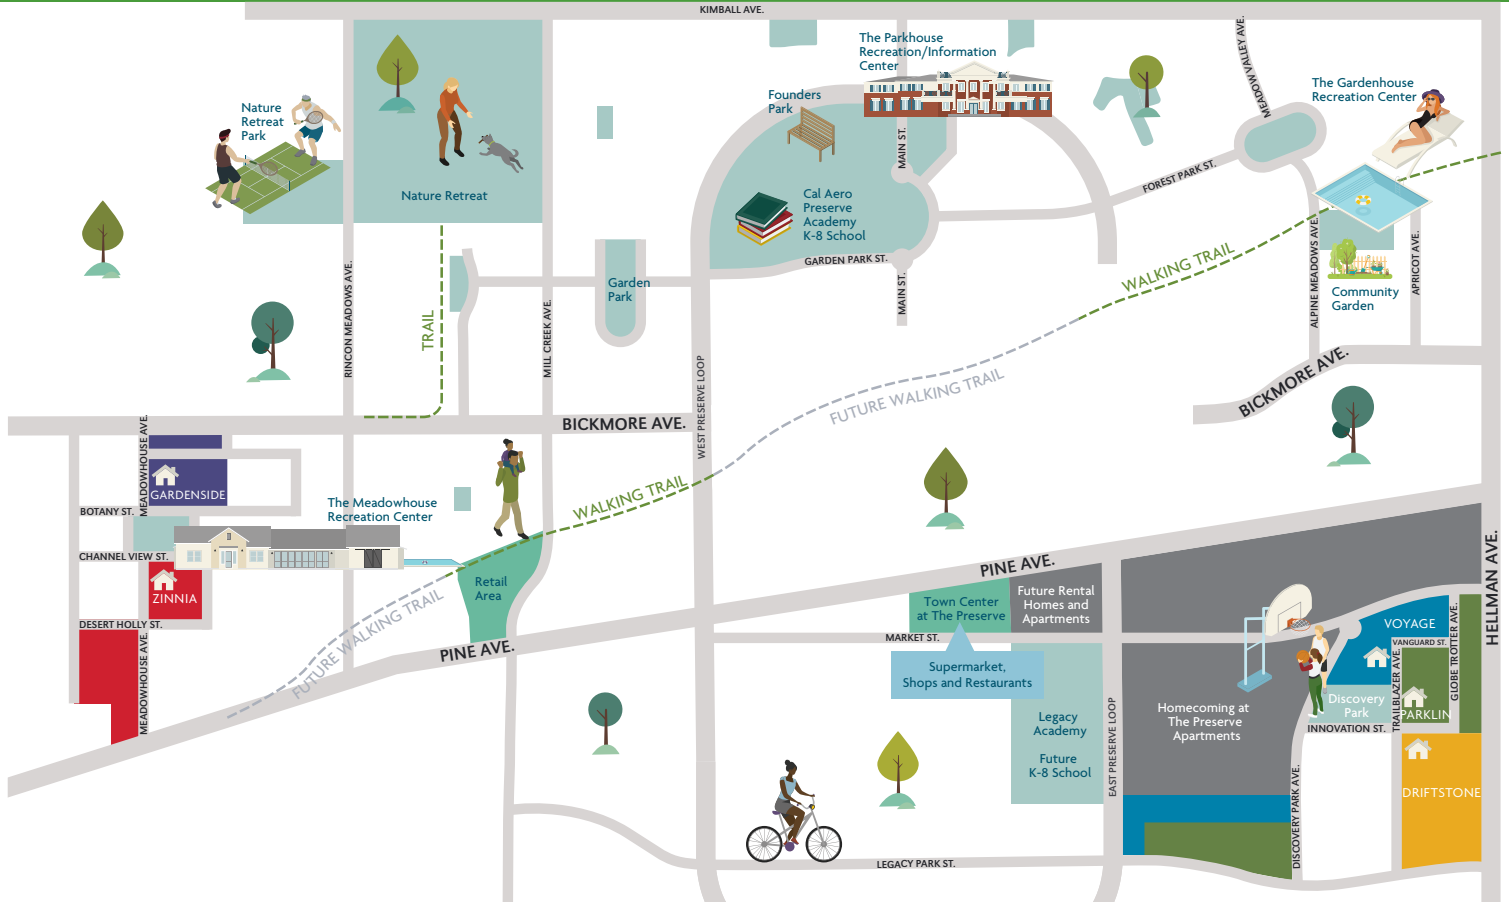 KIMBALL AVE.
The Parkhouse
Recreation/Information
Center
MAIN ST.
MEADOW VALLEY AVE.
The Gardenhouse
Recreation Center
Nature
Retreat
Park
Founders
Park
Nature Retreat
Cal Aero
Preserve
Academy
K-8 School
FOREST PARK ST.
GARDEN PARK ST.
MAIN ST.
WALKING TRAIL
ALPINE MEADOWS AVE.
APRICOT AVE.
Community
Garden
RINCON MEADOWS AVE.
TRAIL
MILL CREEK AVE.
Garden
Park
WEST PRESERVE LOOP
FUTURE WALKING TRAIL
BICKMORE AVE.
BICKMORE AVE.
MEADOWHOUSE AVE.
GARDENSIDE
BOTANY ST.
The Meadowhouse
Recreation Center
WALKING TRAIL
CHANNEL VIEW ST.
ZINNIA
DESERT HOLLY ST.
MEADOWHOUSE AVE.
FUTURE WALKING TRAIL
Retail
Area
PINE AVE.
PINE AVE.
HELLMAN AVE.
Town Center
at The Preserve
Future Rental
Homes and
Apartments
MARKET ST.
Supermarket,
Shops and Restaurants
Legacy
Academy
Future
K-8 School
EAST PRESERVE LOOP
Homecoming at
The Preserve
Apartments
VOYAGE
VANGUARD ST.
GLOBE TROTTER AVE.
TRAILBLAZER AVE.
Discovery
Park
PARKLIN
INNOVATION ST.
DRIFTSTONE
DISCOVERY PARK AVE.
LEGACY PARK ST.